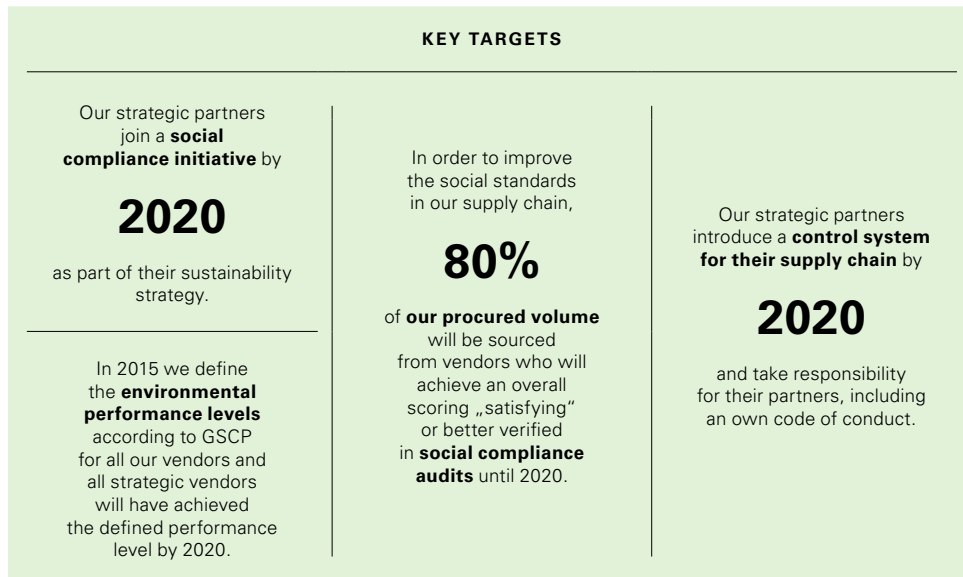 KEY TARGETS
Our strategic partners
join a social
compliance initiative by
2020
as part of their sustainability
strategy.
In 2015 we define
the environmental
performance levels
according to GSCP
for all our vendors and
all strategic vendors
will have achieved
the defined performance
level by 2020.
In order to improve
the social standards
in our supply chain,
80%
of our procured volume
will be sourced
from vendors who will
achieve an overall
scoring „satisfying“
or better verified
in social compliance
audits until 2020.
Our strategic partners
introduce a control system
for their supply chain by
2020
and take responsibility
for their partners, including
an own code of conduct.